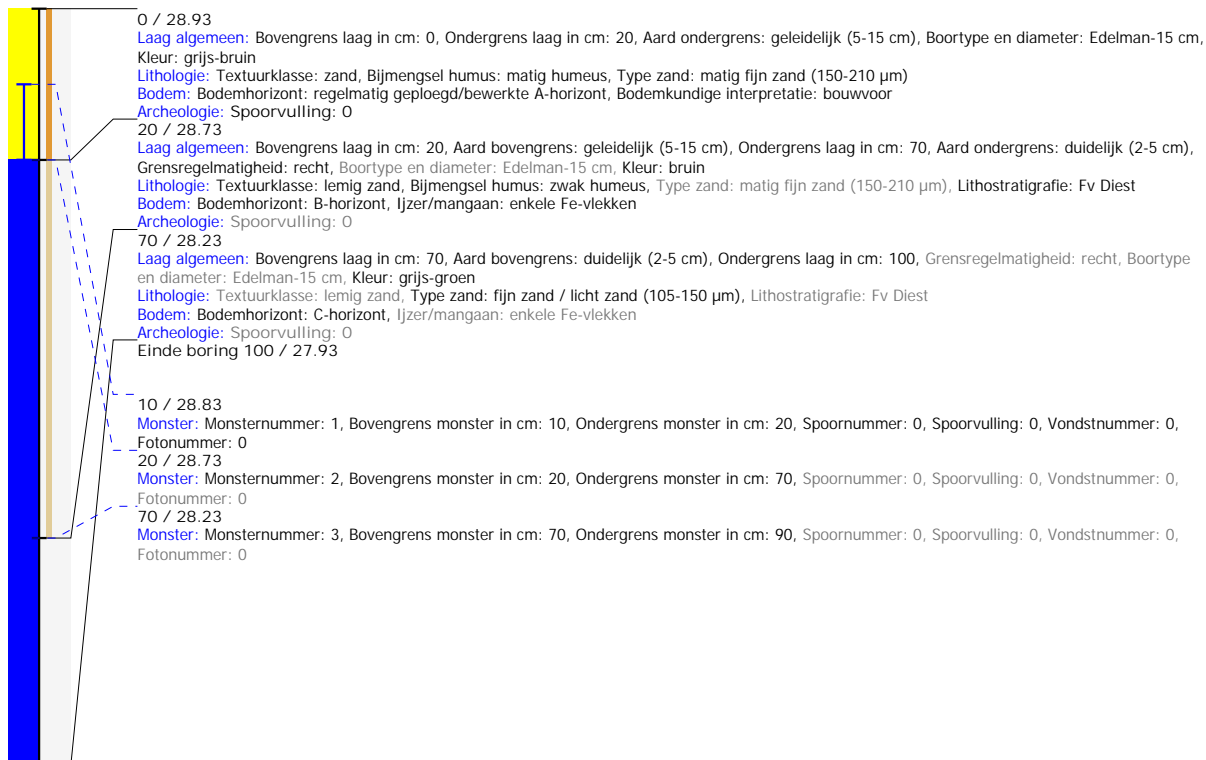 0 / 28.93
Laag algemeen: Bovengrens laag in cm: 0, Ondergrens laag in cm: 20, Aard ondergrens: geleidelijk (5-15 cm), Boortype en diameter: Edelman-15 cm,
Kleur: grijs-bruin
Lithologie: Textuurklasse: zand, Bijmengsel humus: matig humeus, Type zand: matig fijn zand (150-210 µm)
Bodem: Bodemhorizont: regelmatig geploegd/bewerkte A-horizont, Bodemkundige interpretatie: bouwvoor
Archeologie: Spoorvulling: 0
20 / 28.73
Laag algemeen: Bovengrens laag in cm: 20, Aard bovengrens: geleidelijk (5-15 cm), Ondergrens laag in cm: 70, Aard ondergrens: duidelijk (2-5 cm),
Grensregelmatigheid: recht, Boortype en diameter: Edelman-15 cm, Kleur: bruin
Lithologie: Textuurklasse: lemig zand, Bijmengsel humus: zwak humeus, Type zand: matig fijn zand (150-210 µm), Lithostratigrafie: Fv Diest
Bodem: Bodemhorizont: B-horizont, Ijzer/mangaan: enkele Fe-vlekken
Archeologie: Spoorvulling: 0
70 / 28.23
Laag algemeen: Bovengrens laag in cm: 70, Aard bovengrens: duidelijk (2-5 cm), Ondergrens laag in cm: 100, Grensregelmatigheid: recht, Boortype
en diameter: Edelman-15 cm, Kleur: grijs-groen
Lithologie: Textuurklasse: lemig zand, Type zand: fijn zand / licht zand (105-150 µm), Lithostratigrafie: Fv Diest
Bodem: Bodemhorizont: C-horizont, Ijzer/mangaan: enkele Fe-vlekken
Archeologie: Spoorvulling: 0
Einde boring 100 / 27.93
10 / 28.83
Monster: Monsternummer: 1, Bovengrens monster in cm: 10, Ondergrens monster in cm: 20, Spoornummer: 0, Spoorvulling: 0, Vondstnummer: 0,
Fotonummer: 0
20 / 28.73
Monster: Monsternummer: 2, Bovengrens monster in cm: 20, Ondergrens monster in cm: 70, Spoornummer: 0, Spoorvulling: 0, Vondstnummer: 0,
Fotonummer: 0
70 / 28.23
Monster: Monsternummer: 3, Bovengrens monster in cm: 70, Ondergrens monster in cm: 90, Spoornummer: 0, Spoorvulling: 0, Vondstnummer: 0,
Fotonummer: 0